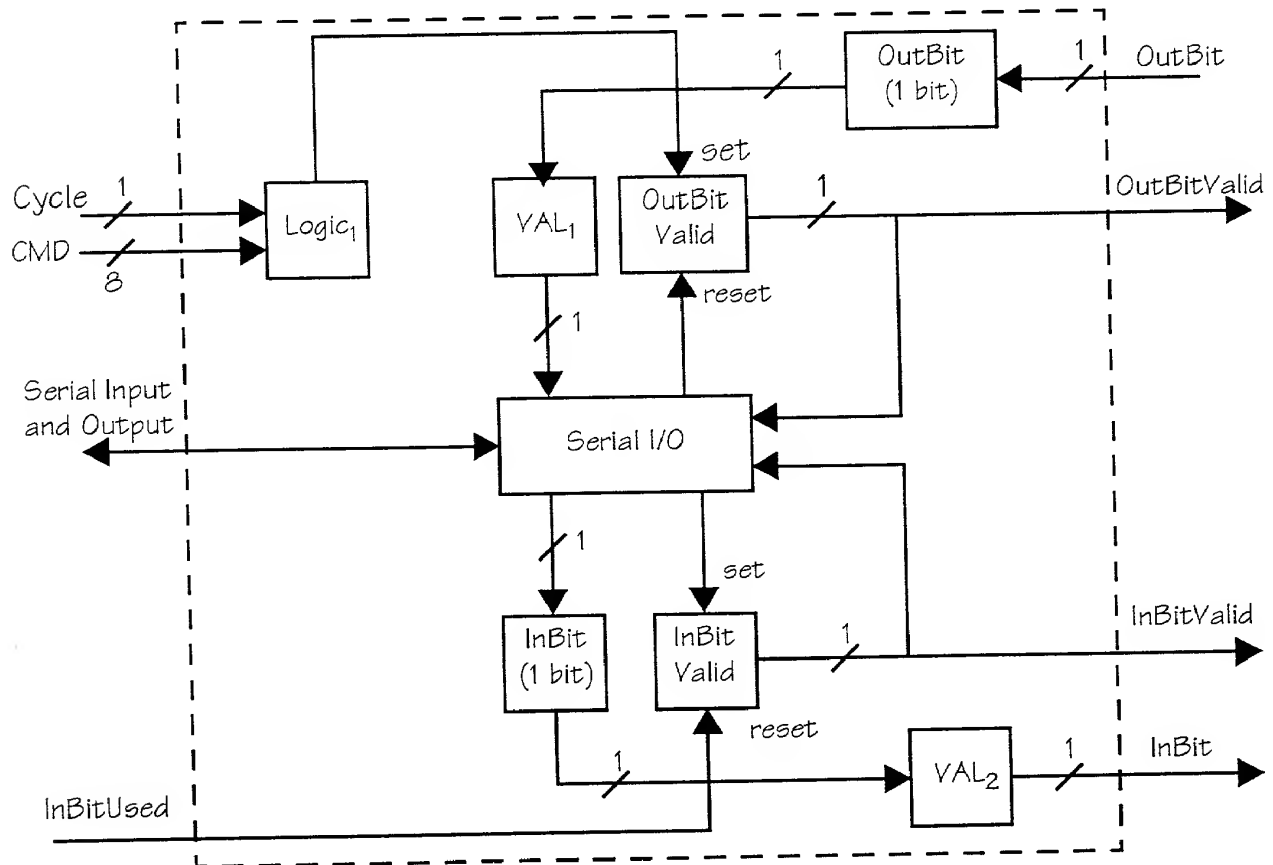 1
OutBit
(1 bit)
1
OutBit
set
Cycle
1
Logic1
VAL1
OutBit
Valid
1
OutBitValid
CMD
8
reset
1
Serial Input
and Output
Serial I/O
1
set
InBit
(1 bit)
InBit
Valid
1
InBitValid
reset
1
VAL2
1
InBit
InBitUsed